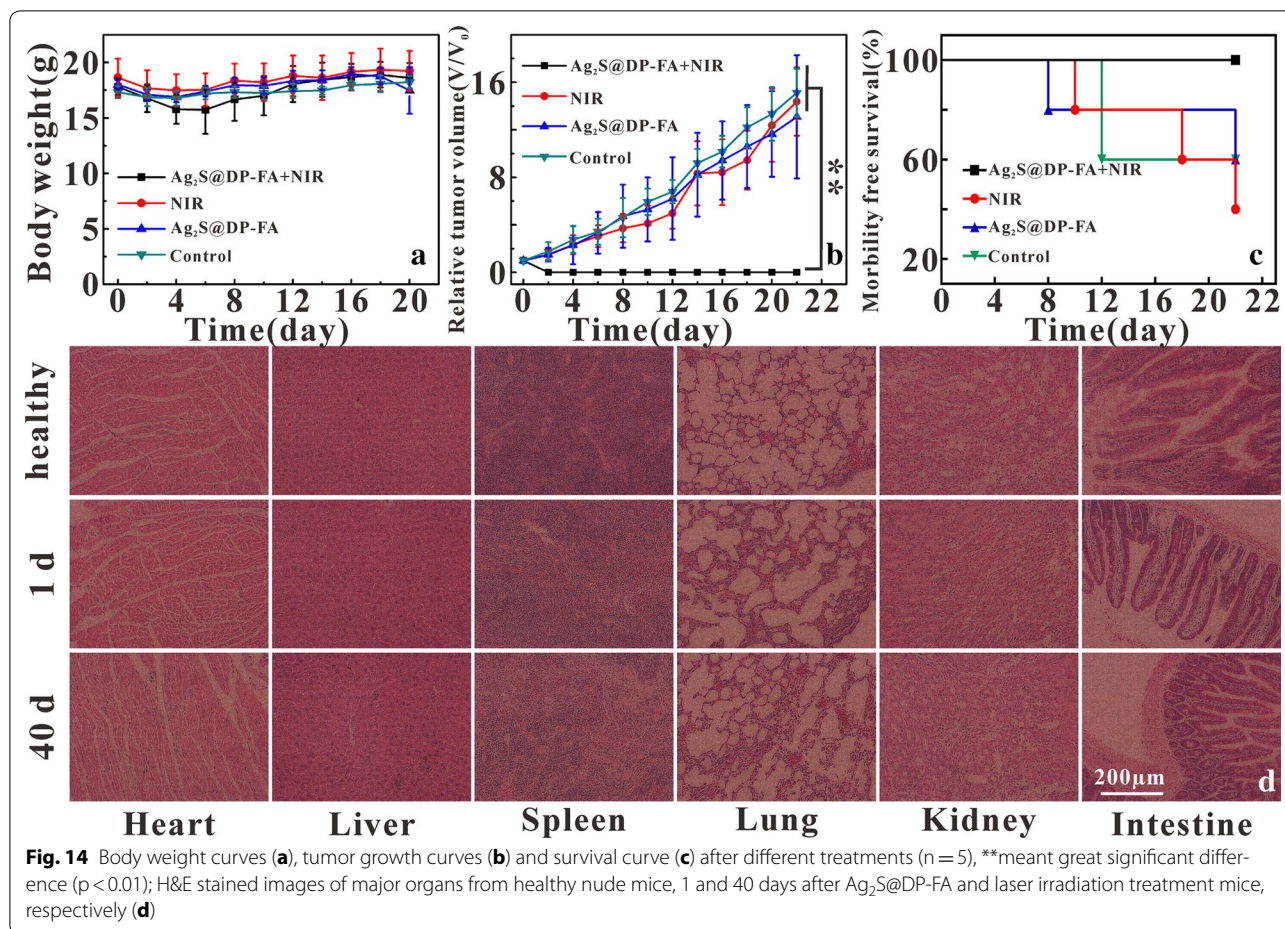 Body weight(g)
20
15
10
5
0
Ag₂S@DP-FA+NIR
NIR
Ag₂S@DP-FA
Control
a
0 4 8 12 16 20
Time(day)
Relative tumor volume(V/V₀)
16
12
8
4
0
Ag₂S@DP-FA+NIR
NIR
Ag₂S@DP-FA
Control
**
b
0 4 8 12 16 20 22
Time(day)
Morbility free survival(%)
100
80
60
40
20
Ag₂S@DP-FA+NIR
NIR
Ag₂S@DP-FA
Control
c
0 4 8 12 16 20 24
Time(day)
healthy
1 d
40 d
200μm
d
Heart Liver Spleen Lung Kidney Intestine
Fig. 14 Body weight curves (a), tumor growth curves (b) and survival curve (c) after different treatments (n = 5), **meant great significant differ-
ence (p < 0.01); H&E stained images of major organs from healthy nude mice, 1 and 40 days after Ag₂S@DP-FA and laser irradiation treatment mice,
respectively (d)